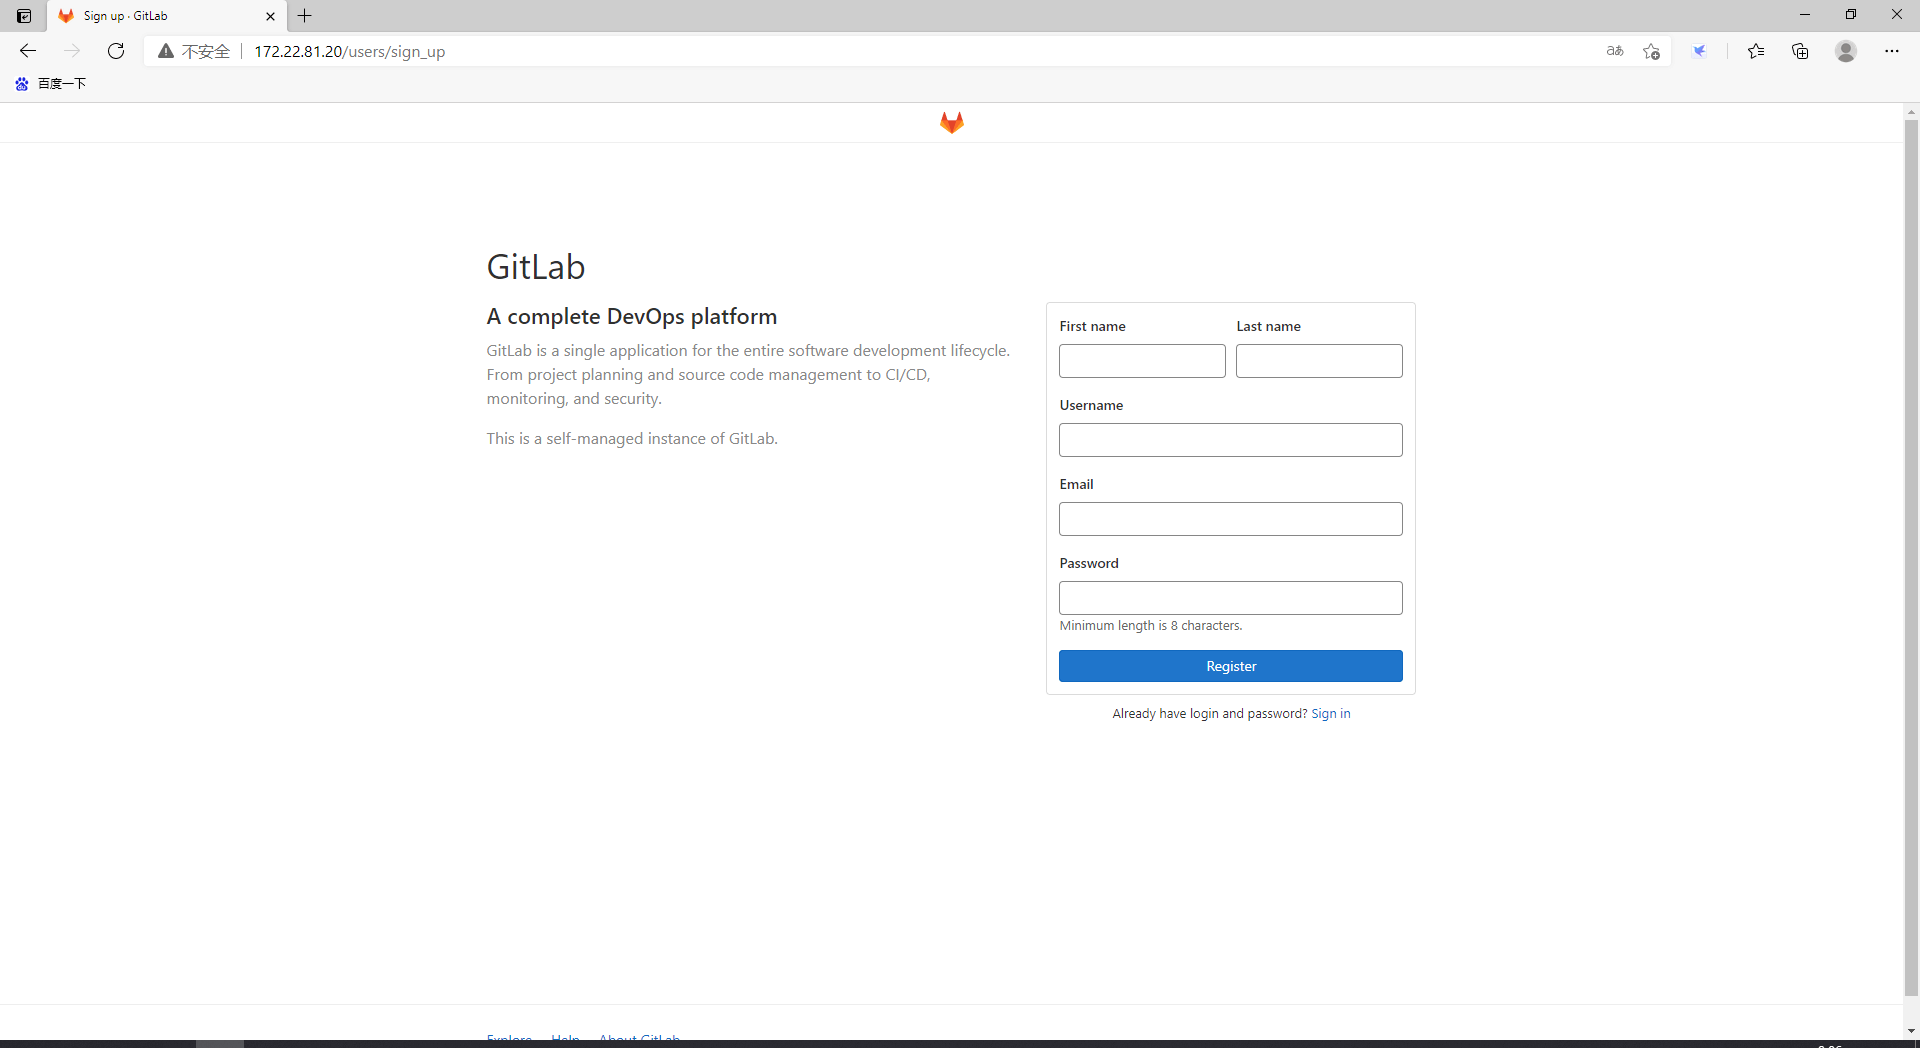 Sign up · GitLab
不安全
172.22.81.20/users/sign_up
百度一下
GitLab
A complete DevOps platform
GitLab is a single application for the entire software development lifecycle.
From project planning and source code management to CI/CD,
monitoring, and security.
This is a self-managed instance of GitLab.
First name
Last name
Username
Email
Password
Minimum length is 8 characters.
Register
Already have login and password? Sign in
Explore Help About GitLab